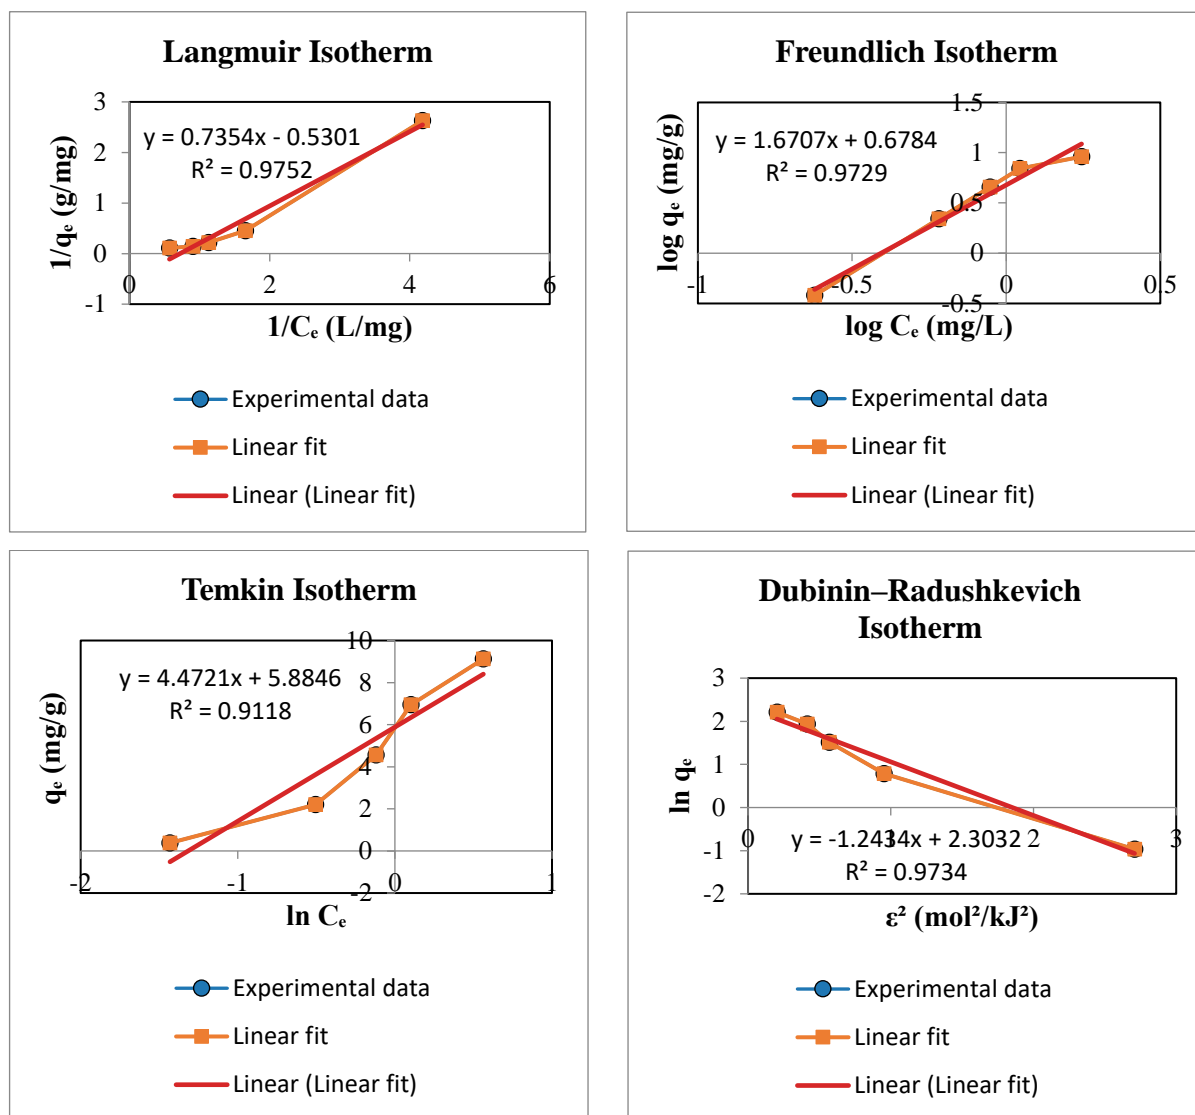 Langmuir Isotherm
y = 0.7354x - 0.5301
R² = 0.9752
1/qₑ (g/mg)
3
2
1
0
-1
0
2
4
6
1/Cₑ (L/mg)
Experimental data
Linear fit
Linear (Linear fit)
Freundlich Isotherm
y = 1.6707x + 0.6784
R² = 0.9729
log qₑ (mg/g)
1.5
1
0.5
0
-0.5
-1
-0.5
0
0.5
log Cₑ (mg/L)
Experimental data
Linear fit
Linear (Linear fit)
Temkin Isotherm
y = 4.4721x + 5.8846
R² = 0.9118
qₑ (mg/g)
10
8
6
4
2
0
-2
-2
-1
0
1
ln Cₑ
Experimental data
Linear fit
Linear (Linear fit)
Dubinin–Radushkevich
Isotherm
ln qₑ
3
2
1
0
-1
-2
0
1
2
3
y = -1.2434x + 2.3032
R² = 0.9734
ε² (mol²/kJ²)
Experimental data
Linear fit
Linear (Linear fit)